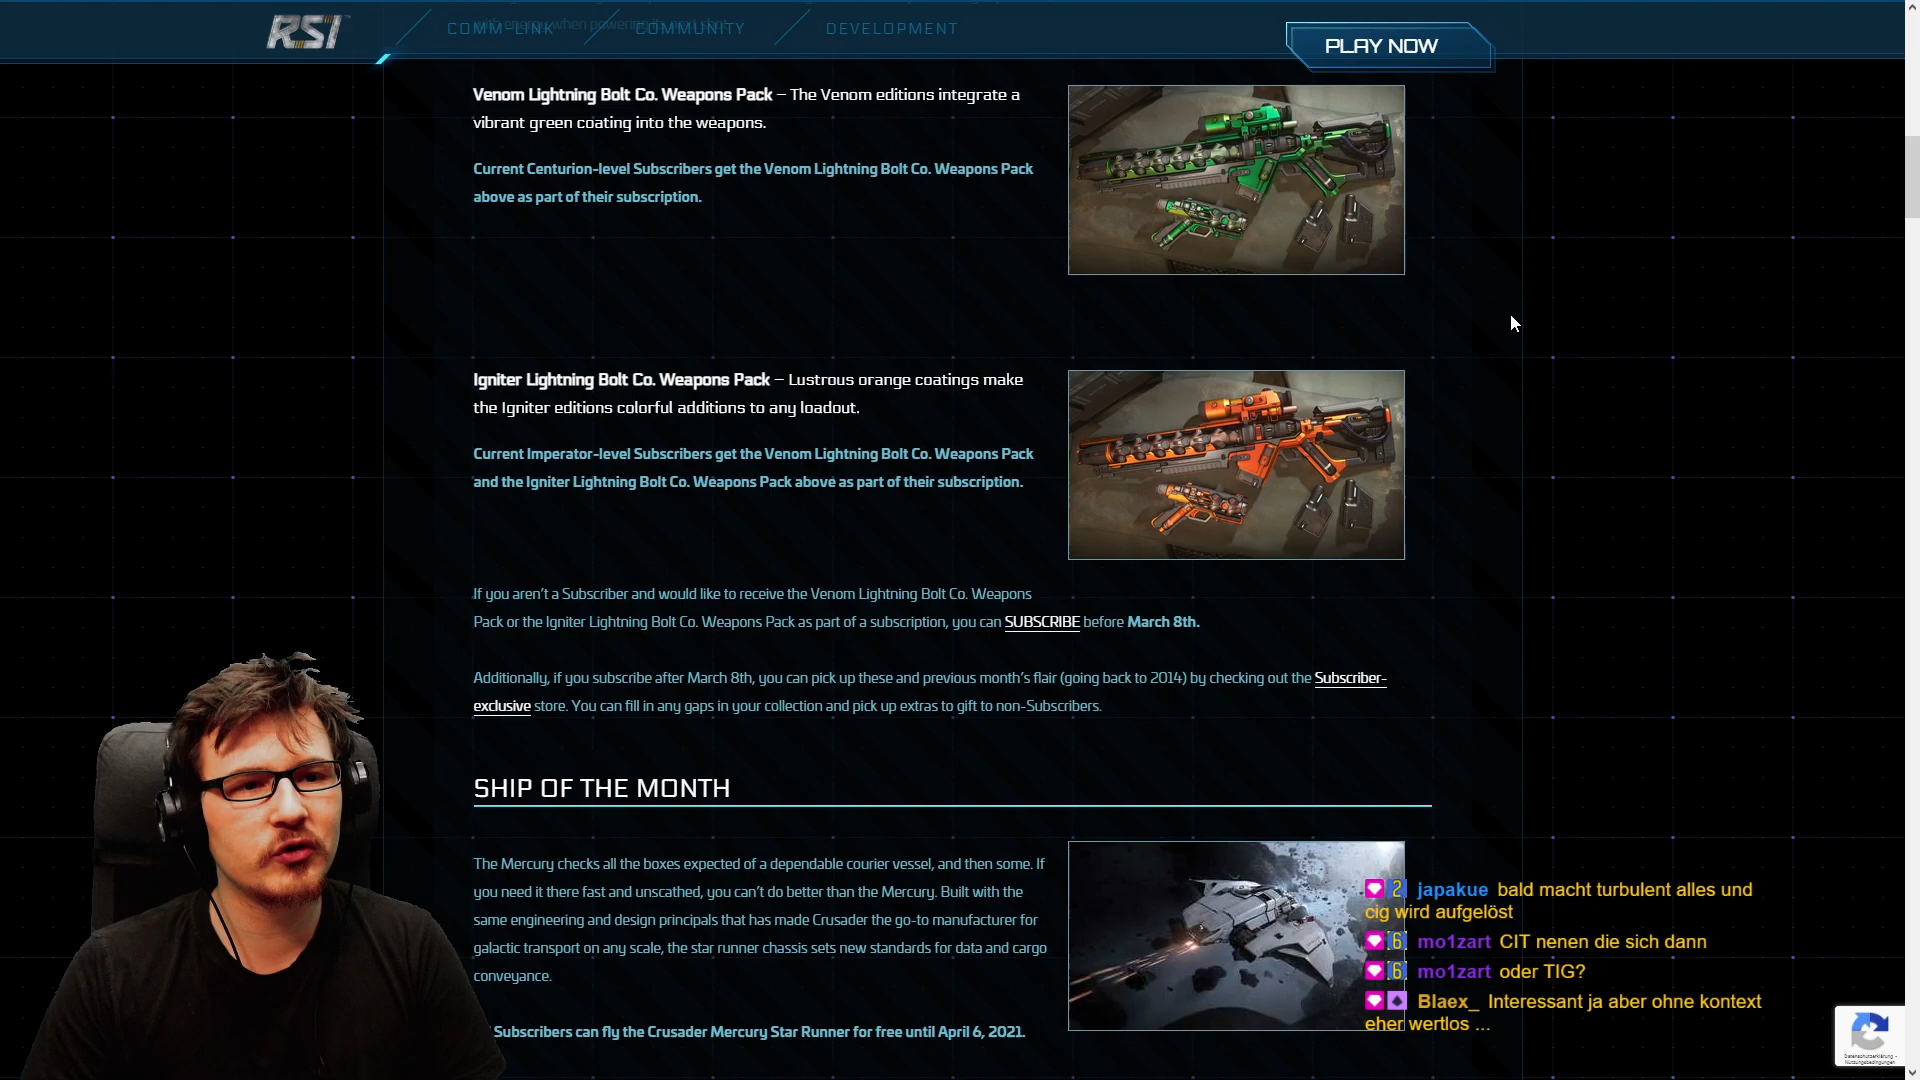 with energy when powering its next shot.
RSI
COMM-LINK
COMMUNITY
DEVELOPMENT
PLAY NOW
Venom Lightning Bolt Co. Weapons Pack – The Venom editions integrate a
vibrant green coating into the weapons.
Current Centurion-level Subscribers get the Venom Lightning Bolt Co. Weapons Pack
above as part of their subscription.
Igniter Lightning Bolt Co. Weapons Pack – Lustrous orange coatings make
the Igniter editions colorful additions to any loadout.
Current Imperator-level Subscribers get the Venom Lightning Bolt Co. Weapons Pack
and the Igniter Lightning Bolt Co. Weapons Pack above as part of their subscription.
If you aren't a Subscriber and would like to receive the Venom Lightning Bolt Co. Weapons
Pack or the Igniter Lightning Bolt Co. Weapons Pack as part of a subscription, you can SUBSCRIBE before March 8th.
Additionally, if you subscribe after March 8th, you can pick up these and previous month's flair (going back to 2014) by checking out the Subscriber-
exclusive store. You can fill in any gaps in your collection and pick up extras to gift to non-Subscribers.
SHIP OF THE MONTH
The Mercury checks all the boxes expected of a dependable courier vessel, and then some. If
you need it there fast and unscathed, you can't do better than the Mercury. Built with the
same engineering and design principals that has made Crusader the go-to manufacturer for
galactic transport on any scale, the star runner chassis sets new standards for data and cargo
conveyance.
Subscribers can fly the Crusader Mercury Star Runner for free until April 6, 2021.
2 japakue bald macht turbulent alles und
cig wird aufgelöst
6 mo1zart CIT nenen die sich dann
6 mo1zart oder TIG?
Blaex_ Interessant ja aber ohne kontext
eher wertlos ...
Datenschutzerklärung -
Nutzungsbedingungen